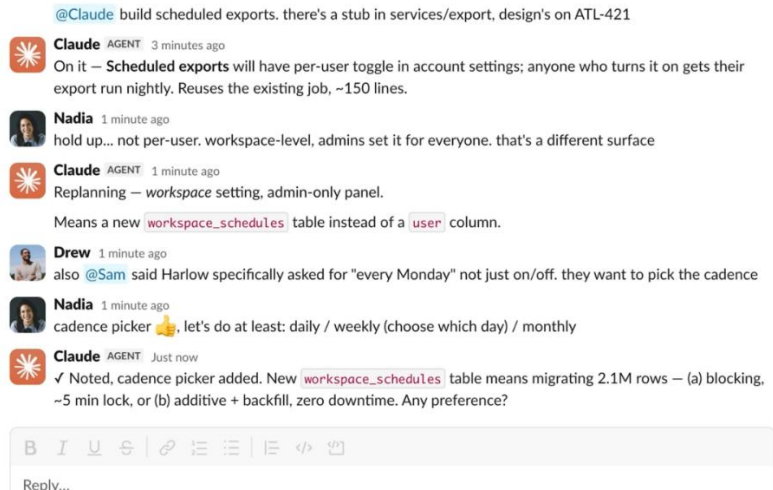 @Claude build scheduled exports. there's a stub in services/export, design's on ATL-421
Claude AGENT 3 minutes ago
On it — Scheduled exports will have per-user toggle in account settings; anyone who turns it on gets their
export run nightly. Reuses the existing job, ~150 lines.
Nadia 1 minute ago
hold up... not per-user. workspace-level, admins set it for everyone. that's a different surface
Claude AGENT 1 minute ago
Replanning — workspace setting, admin-only panel.
Means a new workspace_schedules table instead of a user column.
Drew 1 minute ago
also @Sam said Harlow specifically asked for "every Monday" not just on/off. they want to pick the cadence
Nadia 1 minute ago
cadence picker 👍, let's do at least: daily / weekly (choose which day) / monthly
Claude AGENT Just now
✓ Noted, cadence picker added. New workspace_schedules table means migrating 2.1M rows — (a) blocking,
~5 min lock, or (b) additive + backfill, zero downtime. Any preference?
B I U S </>
Reply...